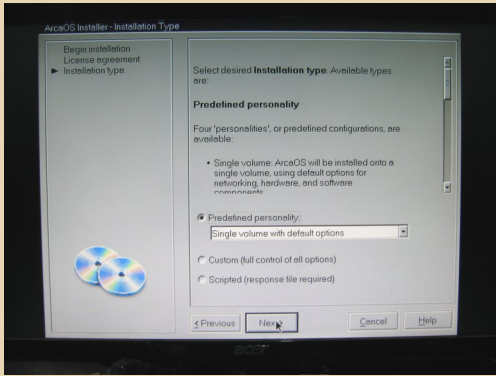 ArcaOS Installer - Installation Type
Begin installation
License agreement
Installation type
Select desired Installation type. Available types
are:
Predefined personality
Four 'personalities', or predefined configurations, are
available:
• Single volume: ArcaOS will be installed onto a
single volume, using default options for
networking, hardware, and software
components
Predefined personality:
Single volume with default options
Custom (full control of all options)
Scripted (response file required)
< Previous
Next >
Cancel
Help
acer